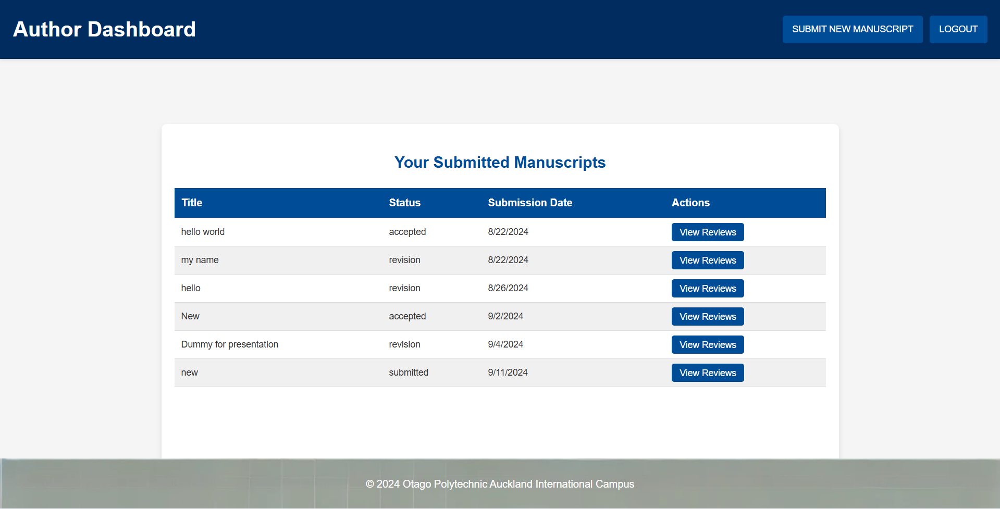 Author Dashboard
SUBMIT NEW MANUSCRIPT LOGOUT
Your Submitted Manuscripts
Title Status Submission Date Actions
hello world accepted 8/22/2024 View Reviews
my name revision 8/22/2024 View Reviews
hello revision 8/26/2024 View Reviews
New accepted 9/2/2024 View Reviews
Dummy for presentation revision 9/4/2024 View Reviews
new submitted 9/11/2024 View Reviews
© 2024 Otago Polytechnic Auckland International Campus